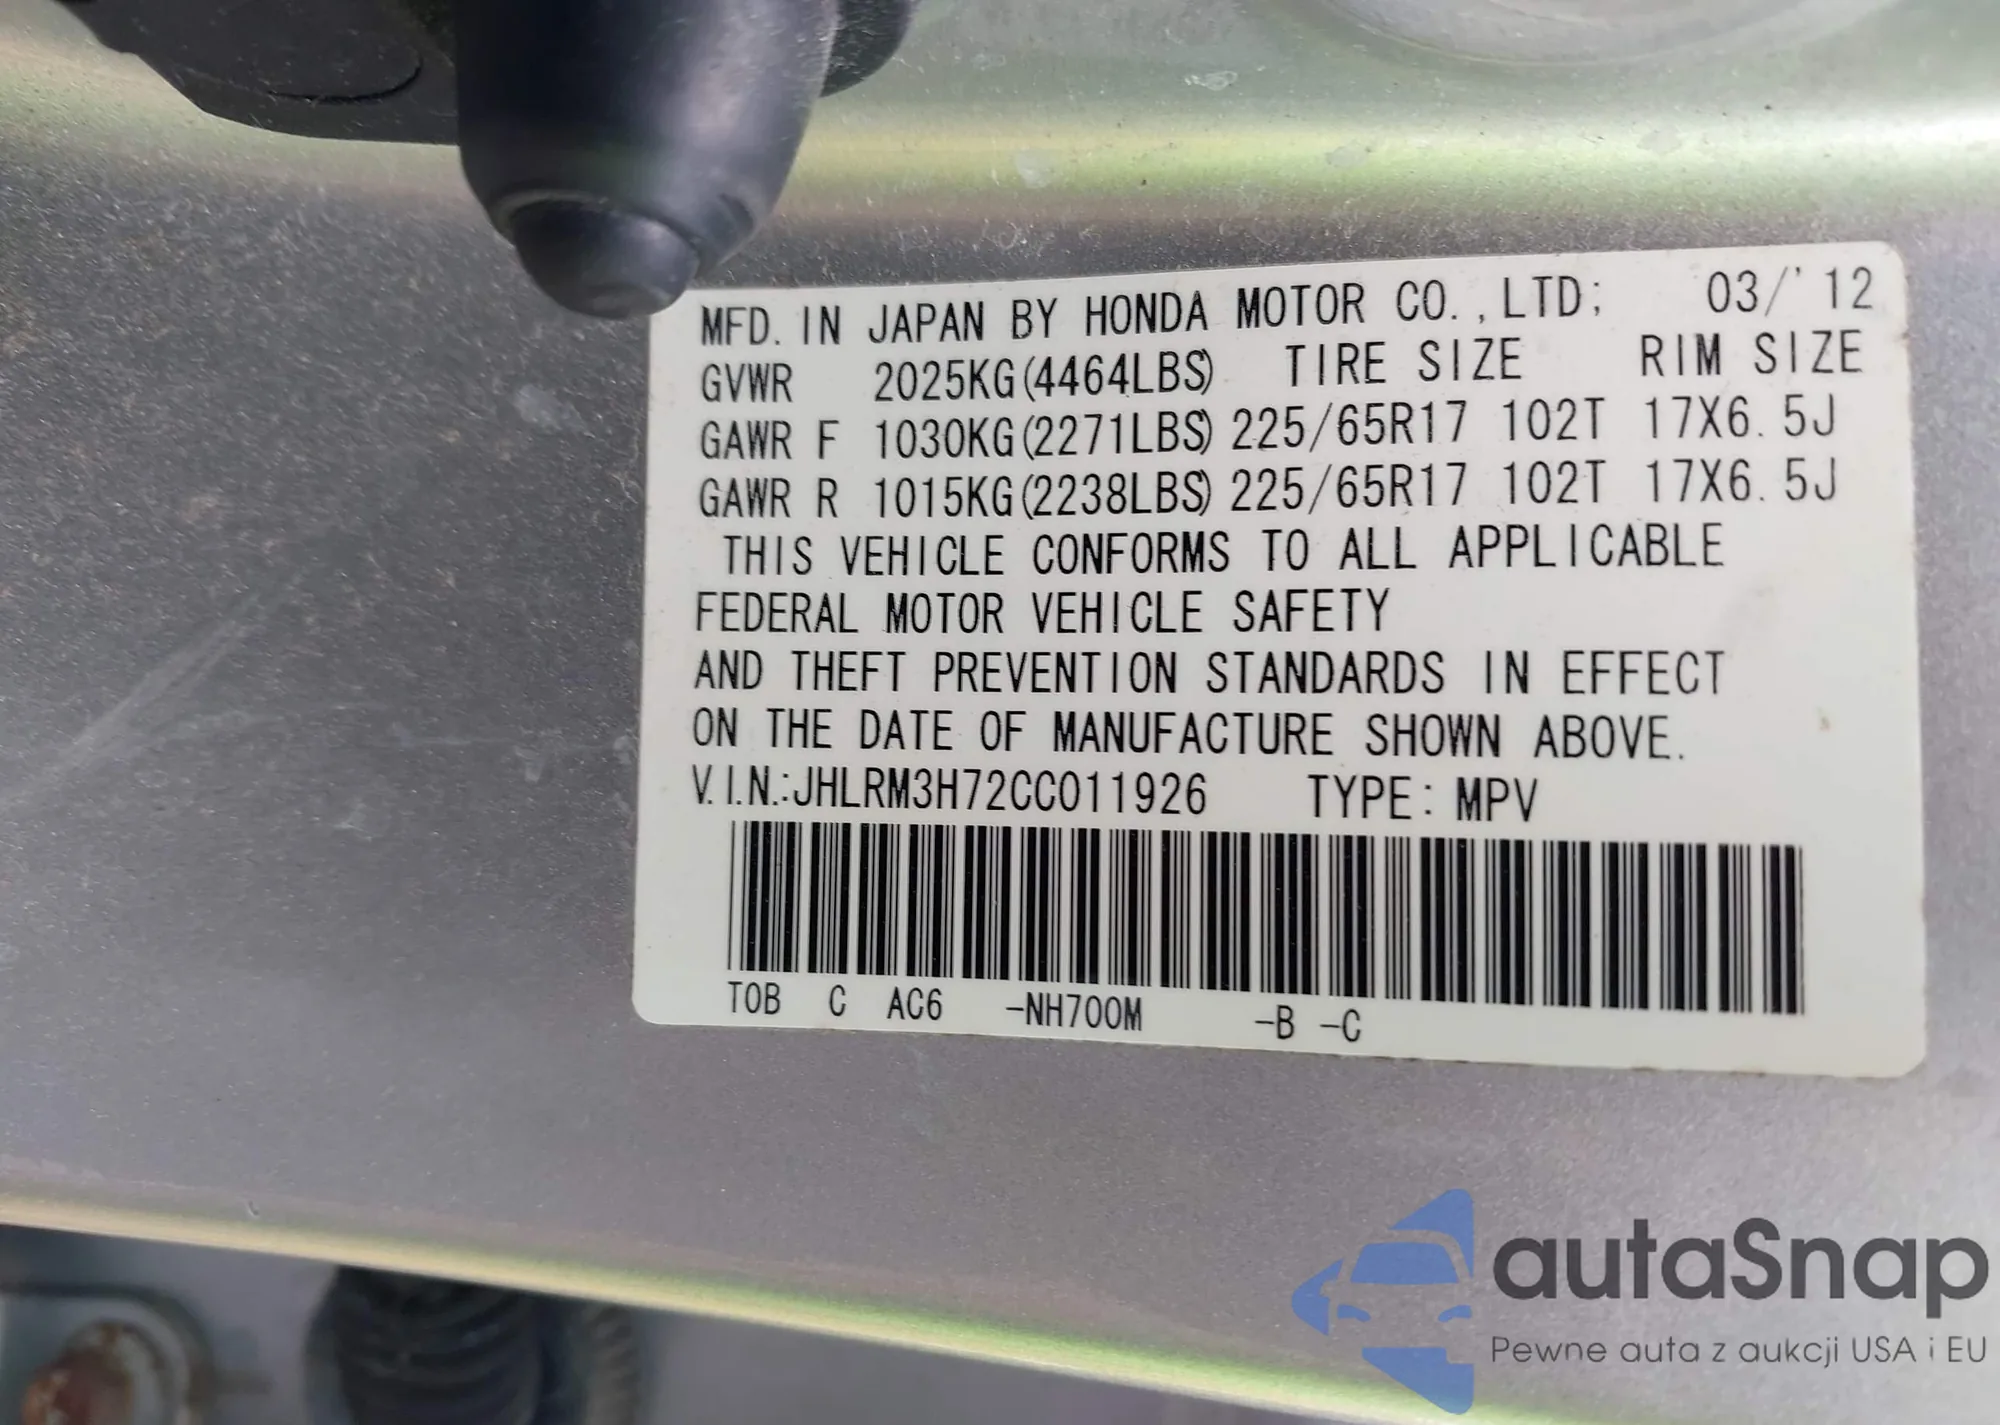 MFD. IN JAPAN BY HONDA MOTOR CO.,LTD; 03/'12
GVWR 2025KG(4464LBS) TIRE SIZE RIM SIZE
GAWR F 1030KG(2271LBS) 225/65R17 102T 17X6.5J
GAWR R 1015KG(2238LBS) 225/65R17 102T 17X6.5J
THIS VEHICLE CONFORMS TO ALL APPLICABLE
FEDERAL MOTOR VEHICLE SAFETY
AND THEFT PREVENTION STANDARDS IN EFFECT
ON THE DATE OF MANUFACTURE SHOWN ABOVE.
V.I.N.:JHLRM3H72CC011926 TYPE: MPV
TOB C AC6 -NH700M -B -C
autaSnap
Pewne auta z aukcji USA i EU